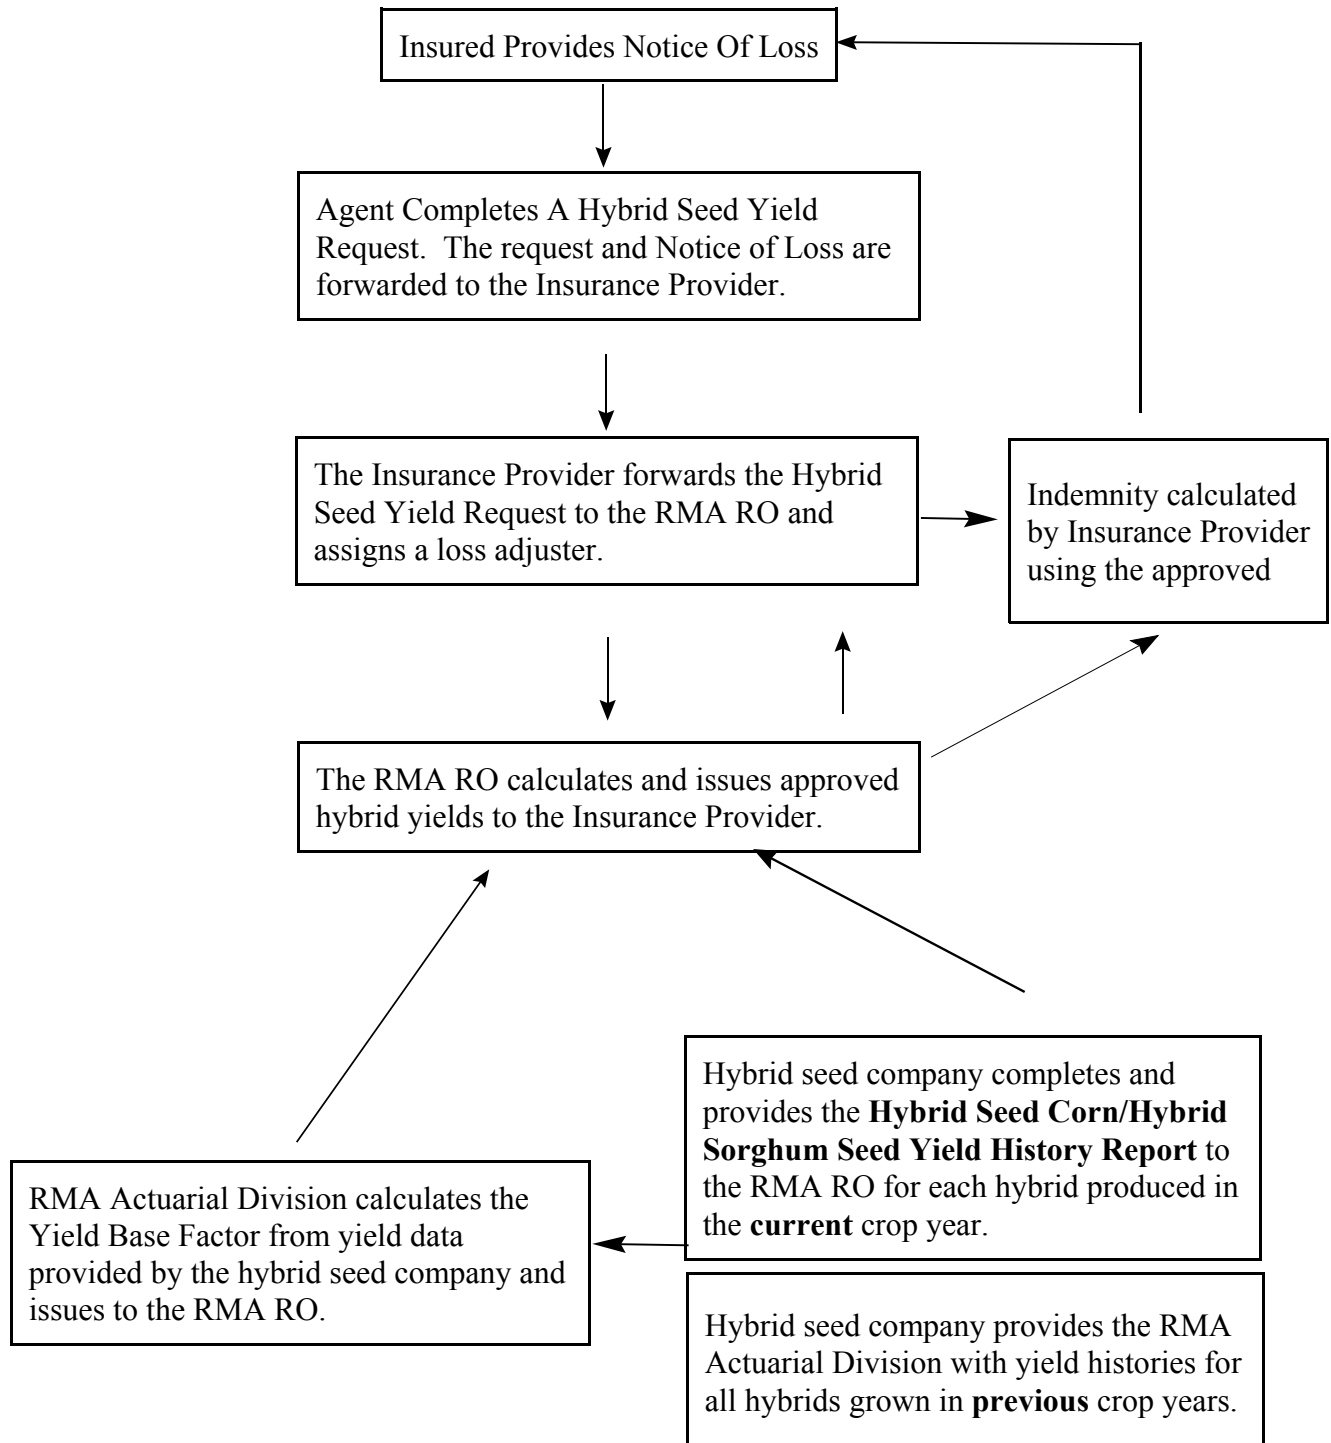 Insured Provides Notice Of Loss
Agent Completes A Hybrid Seed Yield
Request.  The request and Notice of Loss are
forwarded to the Insurance Provider.
The Insurance Provider forwards the Hybrid
Seed Yield Request to the RMA RO and
assigns a loss adjuster.
Indemnity calculated
by Insurance Provider
using the approved
The RMA RO calculates and issues approved
hybrid yields to the Insurance Provider.
Hybrid seed company completes and
provides the Hybrid Seed Corn/Hybrid
Sorghum Seed Yield History Report to
the RMA RO for each hybrid produced in
the current crop year.
RMA Actuarial Division calculates the
Yield Base Factor from yield data
provided by the hybrid seed company and
issues to the RMA RO.
Hybrid seed company provides the RMA
Actuarial Division with yield histories for
all hybrids grown in previous crop years.